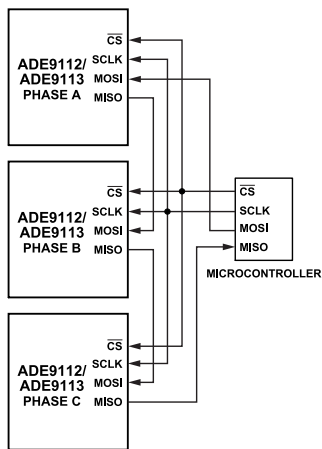 CS
ADE9112/
ADE9113
PHASE A
SCLK
MOSI
MISO
CS
ADE9112/
ADE9113
PHASE B
SCLK
MOSI
MISO
CS
SCLK
MOSI
MISO
MICROCONTROLLER
CS
ADE9112/
ADE9113
PHASE C
SCLK
MOSI
MISO